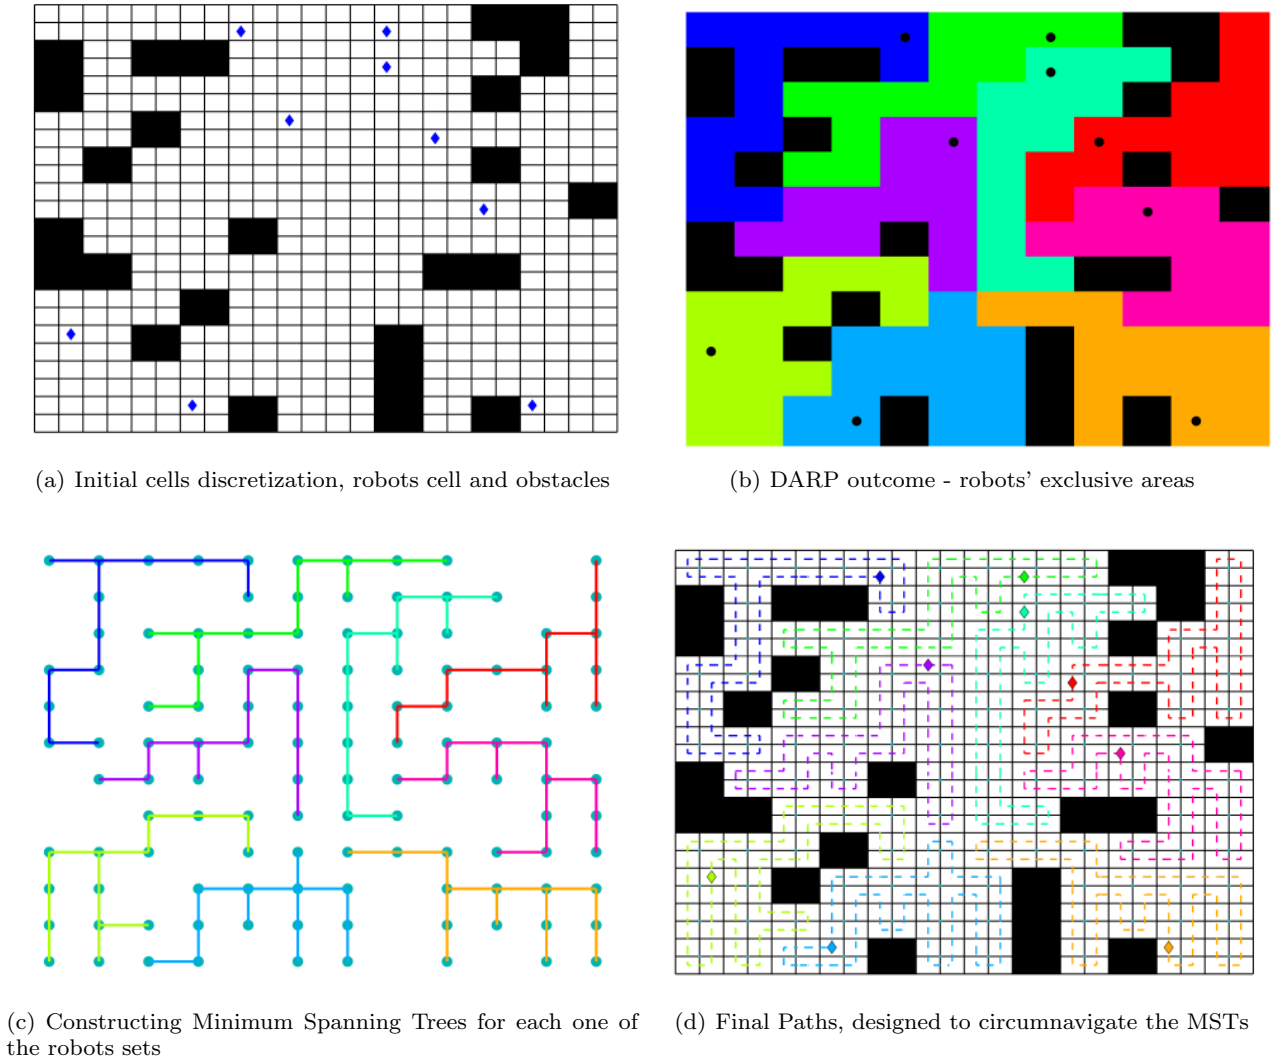 (a) Initial cells discretization, robots cell and obstacles
(b) DARP outcome - robots' exclusive areas
(c) Constructing Minimum Spanning Trees for each one of
the robots sets
(d) Final Paths, designed to circumnavigate the MSTs